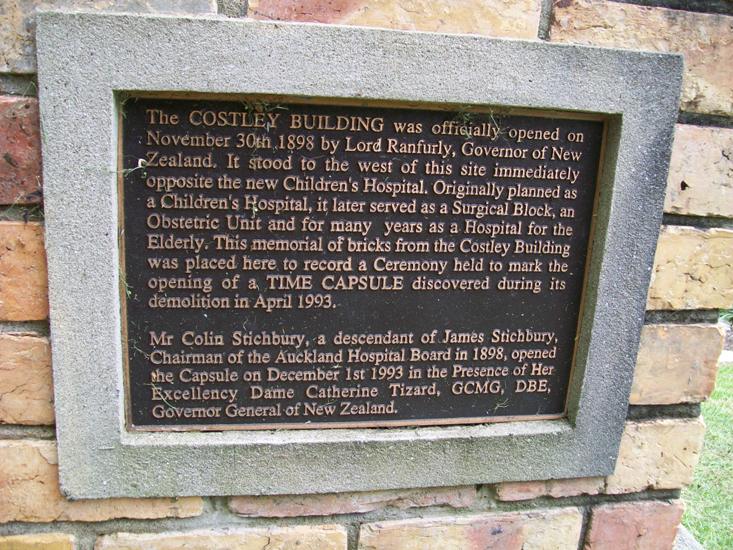 The COSTLEY BUILDING was officially opened on
November 30th 1898 by Lord Ranfurly, Governor of New
Zealand. It stood to the west of this site immediately
opposite the new Children's Hospital. Originally planned as
a Children's Hospital, it later served as a Surgical Block, an
Obstetric Unit and for many years as a Hospital for the
Elderly. This memorial of bricks from the Costley Building
was placed here to record a Ceremony held to mark the
opening of a TIME CAPSULE discovered during its
demolition in April 1993.
Mr Colin Stichbury, a descendant of James Stichbury,
Chairman of the Auckland Hospital Board in 1898, opened
the Capsule on December 1st 1993 in the Presence of Her
Excellency Dame Catherine Tizard, GCMG, DBE,
Governor General of New Zealand.